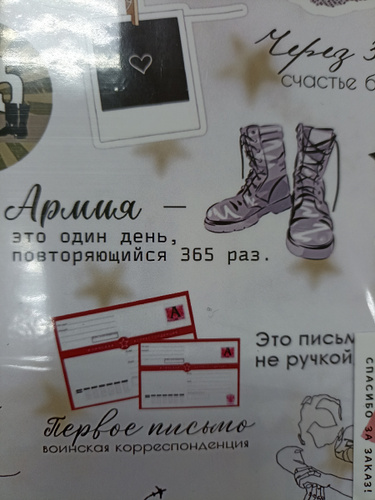 Через
счастье
Армия —
это один день,
повторяющийся 365 раз.
А
А
Это
не ручкой
Первое письмо
воинская корреспонденция
СПАСИБО ЗА ЗАКАЗ!